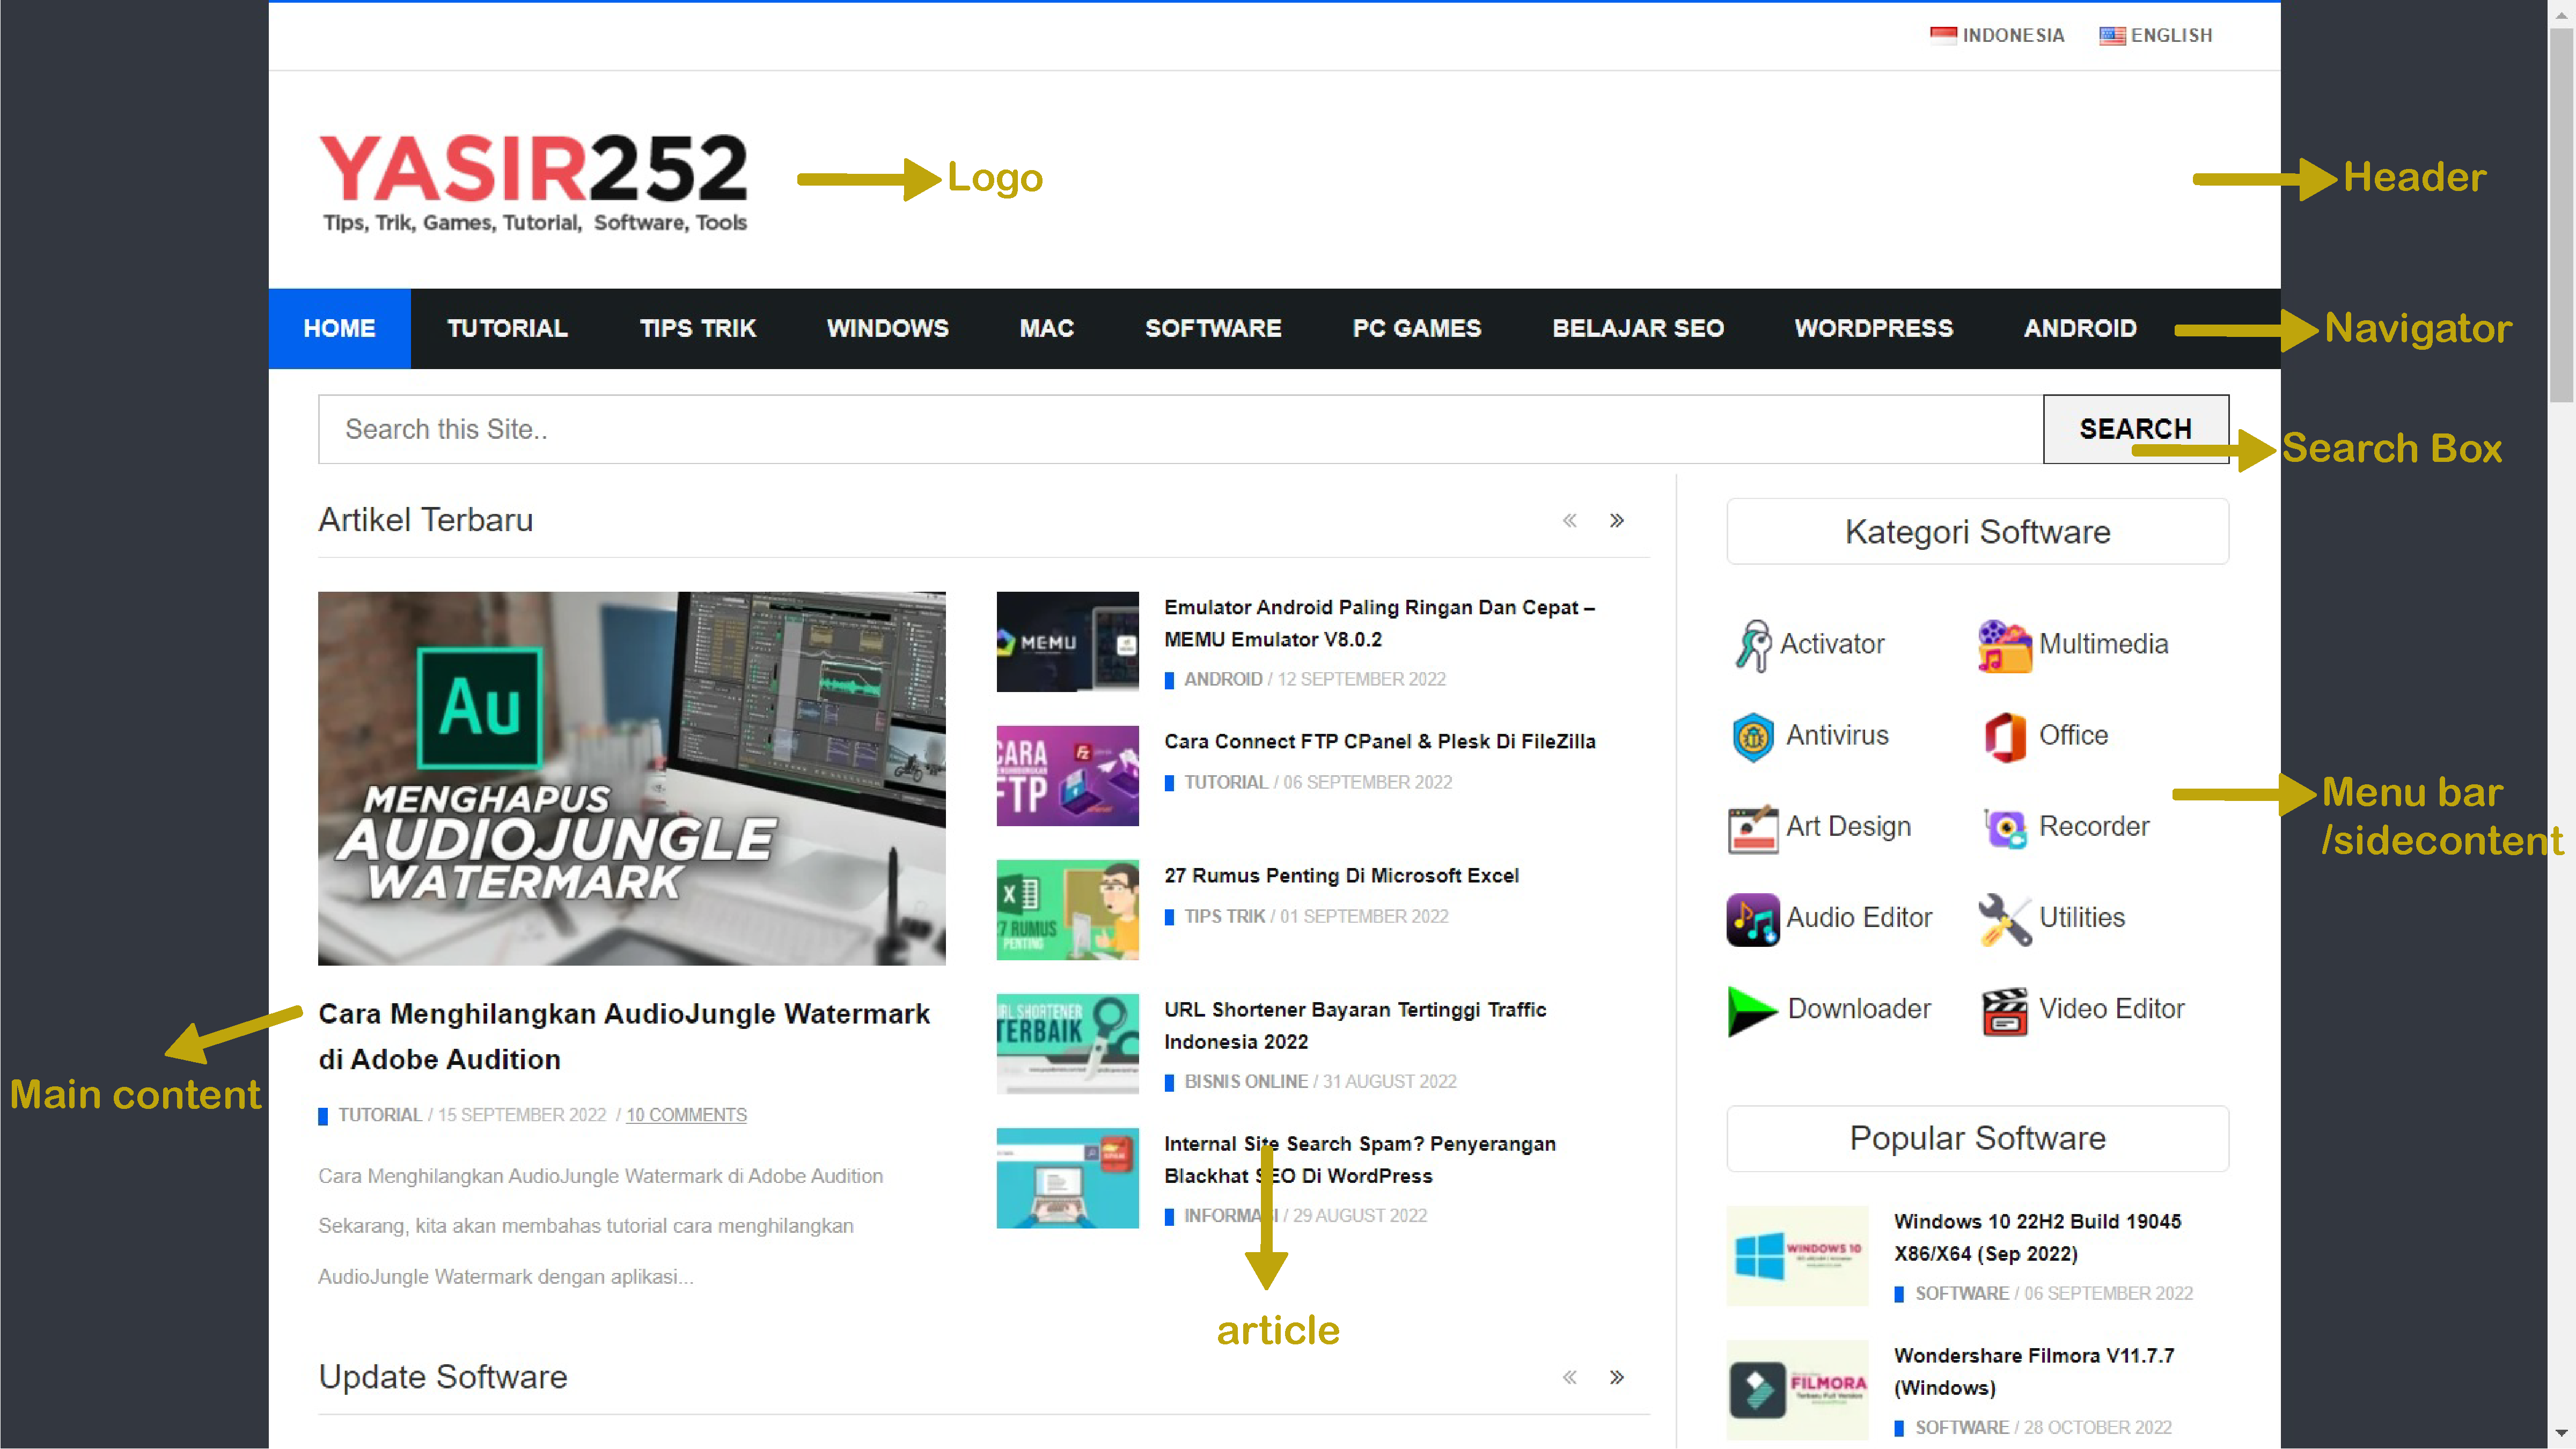 INDONESIA
ENGLISH
YASIR252
Tips, Trik, Games, Tutorial, Software, Tools
Logo
Header
HOME
TUTORIAL
TIPS TRIK
WINDOWS
MAC
SOFTWARE
PC GAMES
BELAJAR SEO
WORDPRESS
ANDROID
Navigator
Search this Site..
SEARCH
Search Box
Artikel Terbaru
« »
Au
MENGHAPUS
AUDIOJUNGLE
WATERMARK
Cara Menghilangkan AudioJungle Watermark
di Adobe Audition
Main content
TUTORIAL / 15 SEPTEMBER 2022 / 10 COMMENTS
Cara Menghilangkan AudioJungle Watermark di Adobe Audition
Sekarang, kita akan membahas tutorial cara menghilangkan
AudioJungle Watermark dengan aplikasi...
MEMU
Emulator Android Paling Ringan Dan Cepat –
MEMU Emulator V8.0.2
ANDROID / 12 SEPTEMBER 2022
CARA
FTP
Fz
Cara Connect FTP CPanel & Plesk Di FileZilla
TUTORIAL / 06 SEPTEMBER 2022
X
27 RUMUS
PENTING
27 Rumus Penting Di Microsoft Excel
TIPS TRIK / 01 SEPTEMBER 2022
URL SHORTENER
TERBAIK
URL Shortener Bayaran Tertinggi Traffic
Indonesia 2022
BISNIS ONLINE / 31 AUGUST 2022
Internal Site Search Spam? Penyerangan
Blackhat SEO Di WordPress
INFORMASI / 29 AUGUST 2022
article
Kategori Software
Activator
Multimedia
Antivirus
Office
Art Design
Recorder
Audio Editor
Utilities
Downloader
Video Editor
Menu bar
/sidecontent
Popular Software
WINDOWS 10
Windows 10 22H2 Build 19045
X86/X64 (Sep 2022)
SOFTWARE / 06 SEPTEMBER 2022
FILMORA
Wondershare Filmora V11.7.7
(Windows)
SOFTWARE / 28 OCTOBER 2022
Update Software
« »